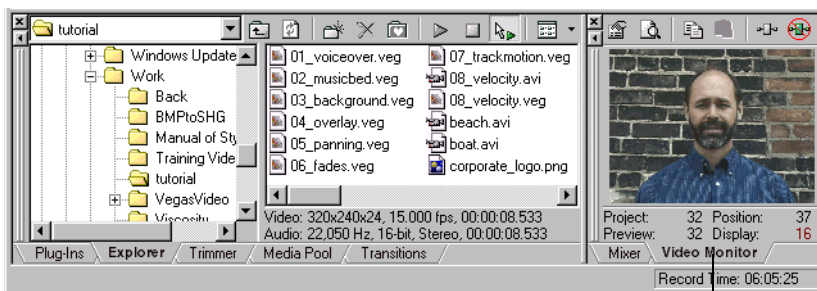 tutorial
Windows Update
Work
Back
BMPtoSHG
Manual of Sty
Training Vide
tutorial
VegasVideo
Viscosity
01_voiceover.veg
02_musicbed.veg
03_background.veg
04_overlay.veg
05_panning.veg
06_fades.veg
07_trackmotion.veg
08_velocity.avi
08_velocity.veg
beach.avi
boat.avi
corporate_logo.png
Video: 320x240x24, 15.000 fps, 00:00:08.533
Audio: 22,050 Hz, 16-bit, Stereo, 00:00:08.533
Plug-Ins Explorer Trimmer Media Pool Transitions
Project: 32 Position: 37
Preview: 32 Display: 16
Mixer Video Monitor
Record Time: 06:05:25